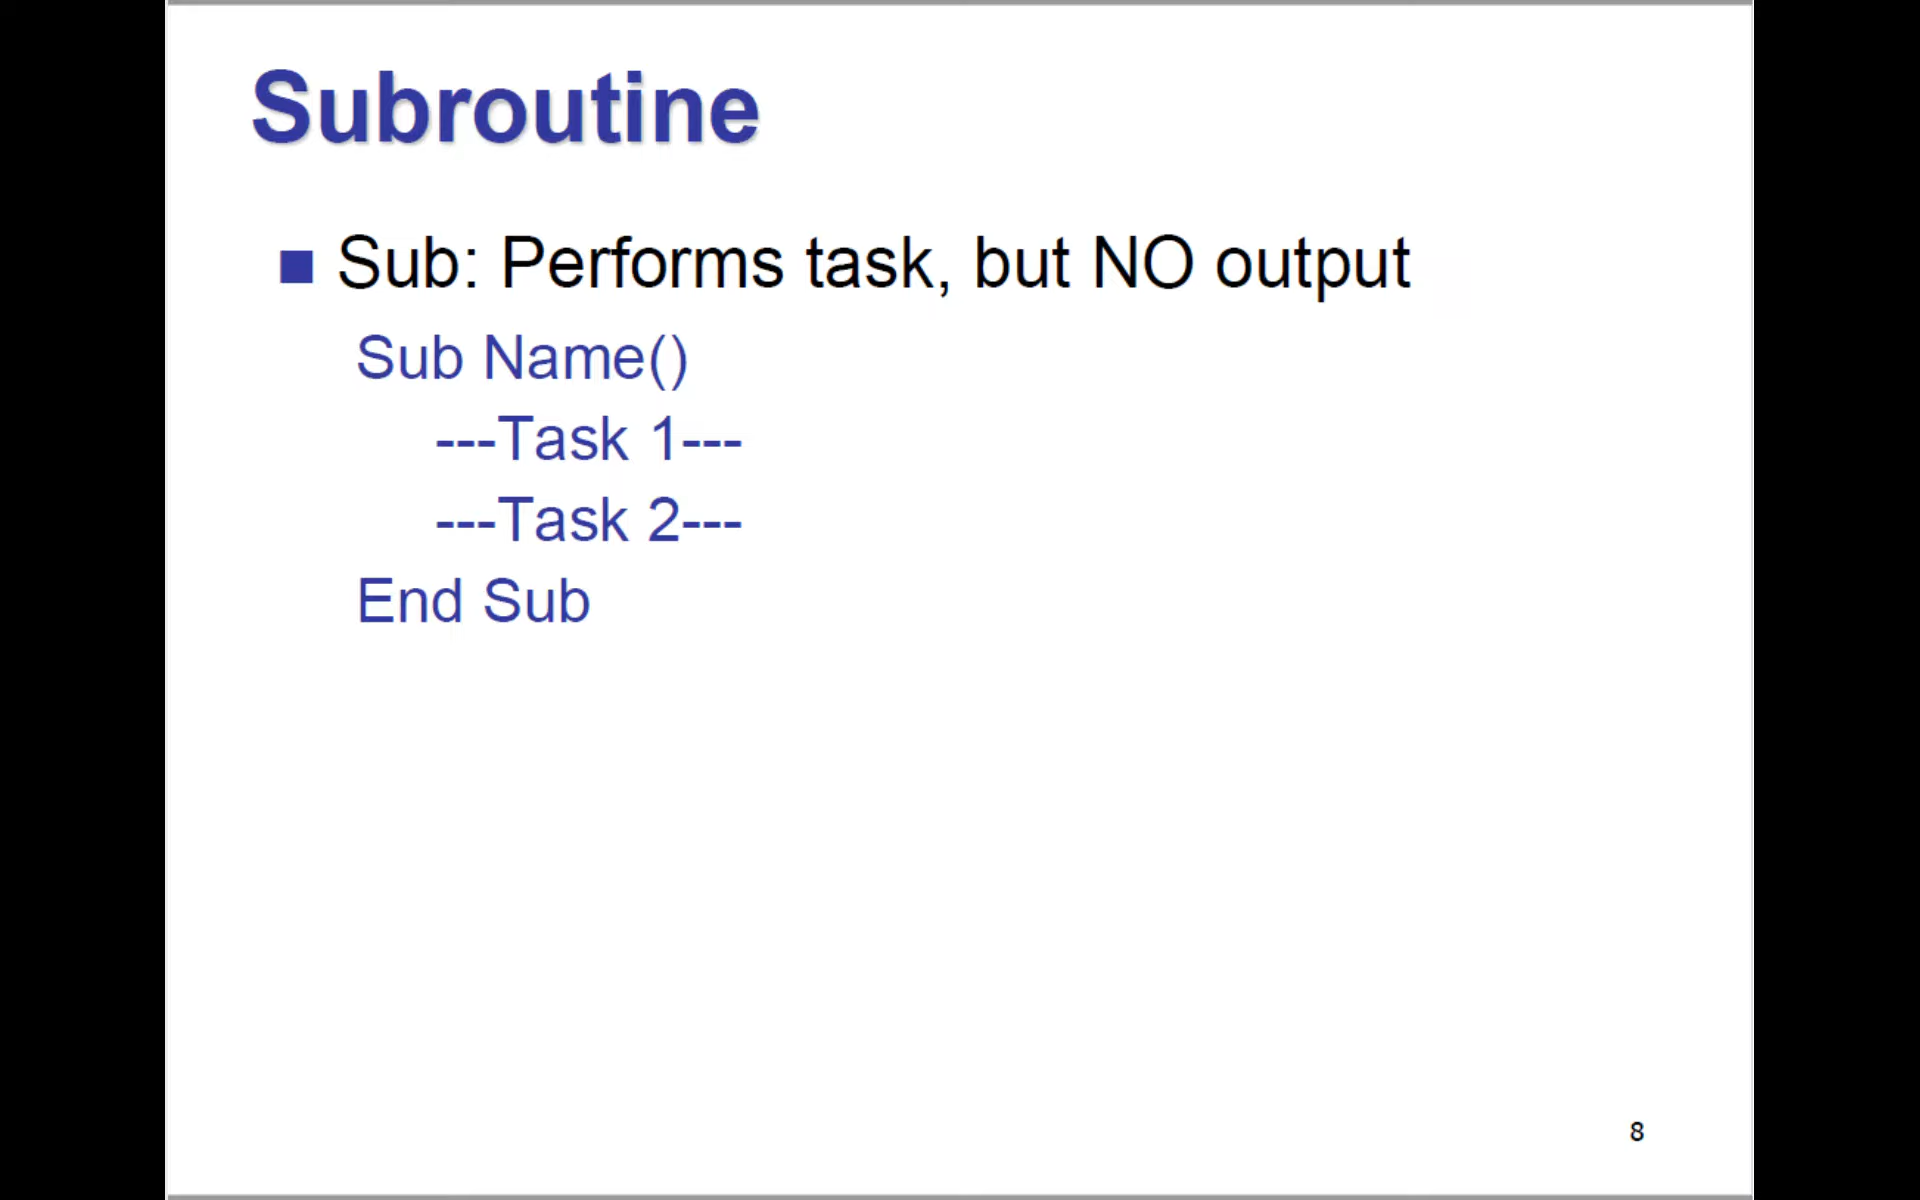 Subroutine
Sub: Performs task, but NO output
Sub Name()
---Task 1---
---Task 2---
End Sub
8